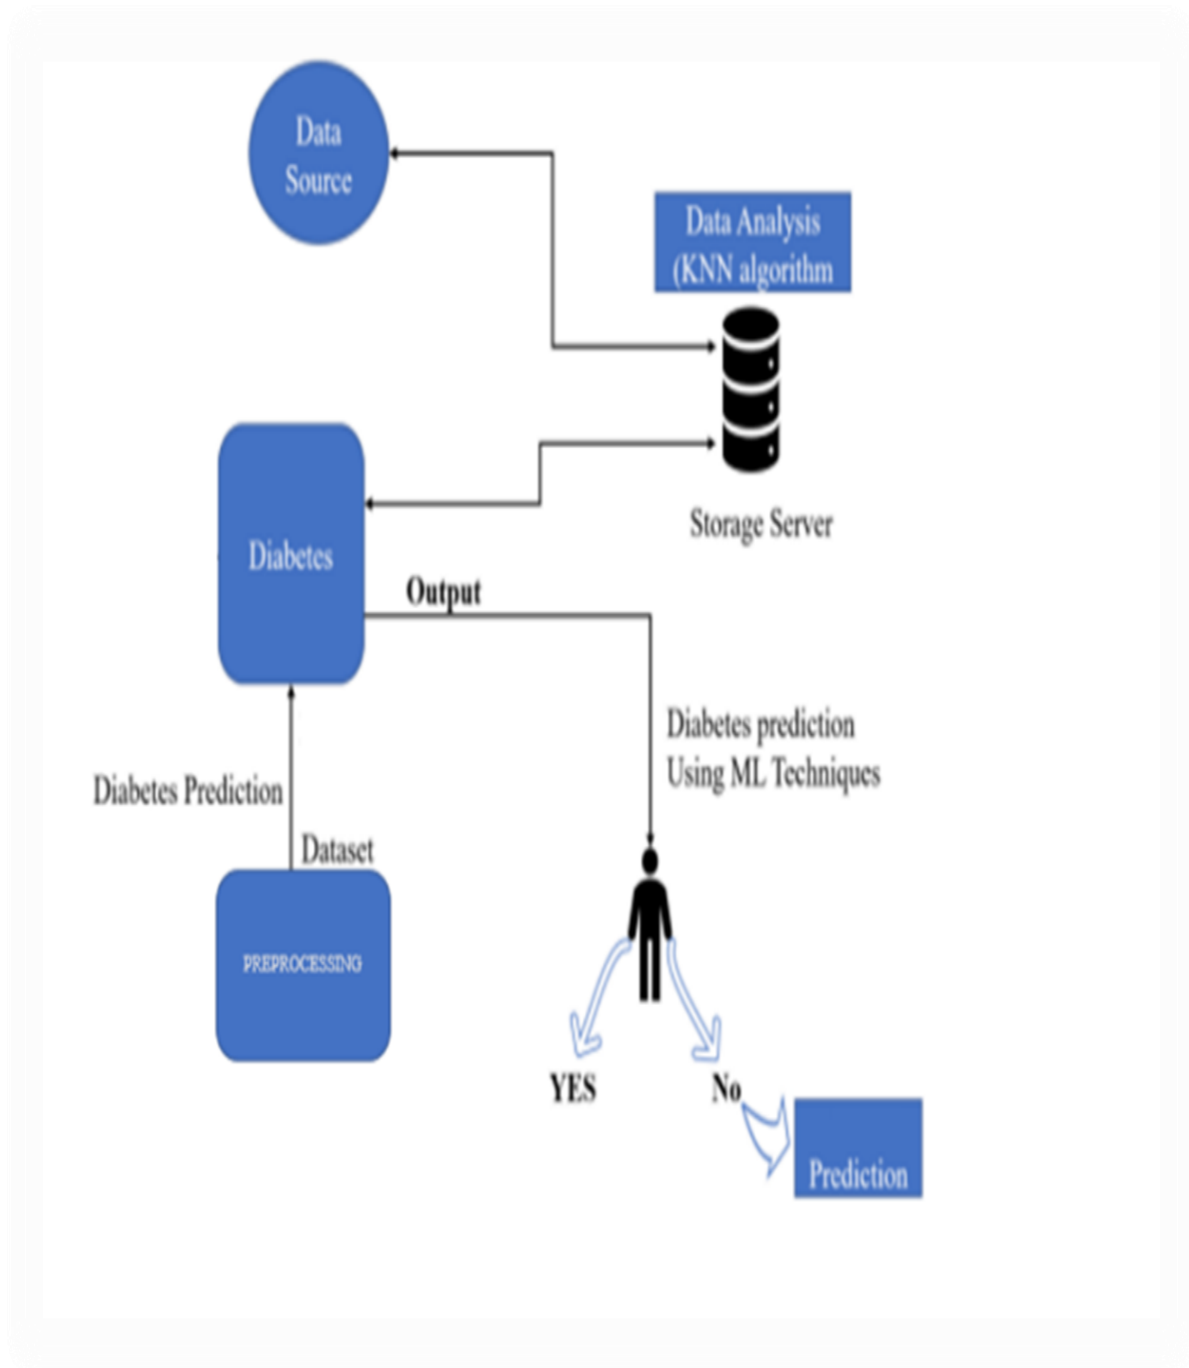 Data
Source
Data Analysis
(KNN algorithm
Storage Server
Diabetes
Output
Diabetes prediction
Using ML Techniques
Diabetes Prediction
Dataset
PREPROCESSING
YES
No
Prediction